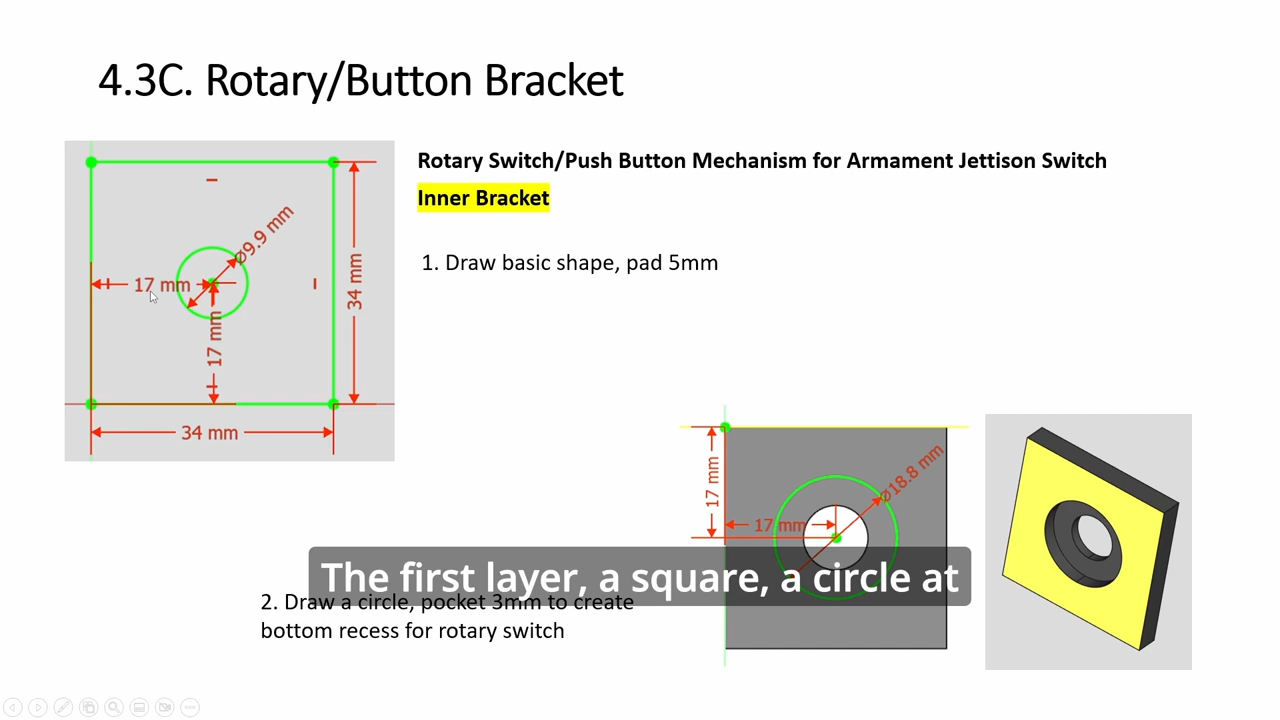 4.3C. Rotary/Button Bracket
Rotary Switch/Push Button Mechanism for Armament Jettison Switch
Inner Bracket
1. Draw basic shape, pad 5mm
Ø9.9 mm
17 mm
34 mm
17 mm
34 mm
Ø18.8 mm
17 mm
17 mm
The first layer, a square, a circle at
2. Draw a circle, pocket 3mm to create
bottom recess for rotary switch